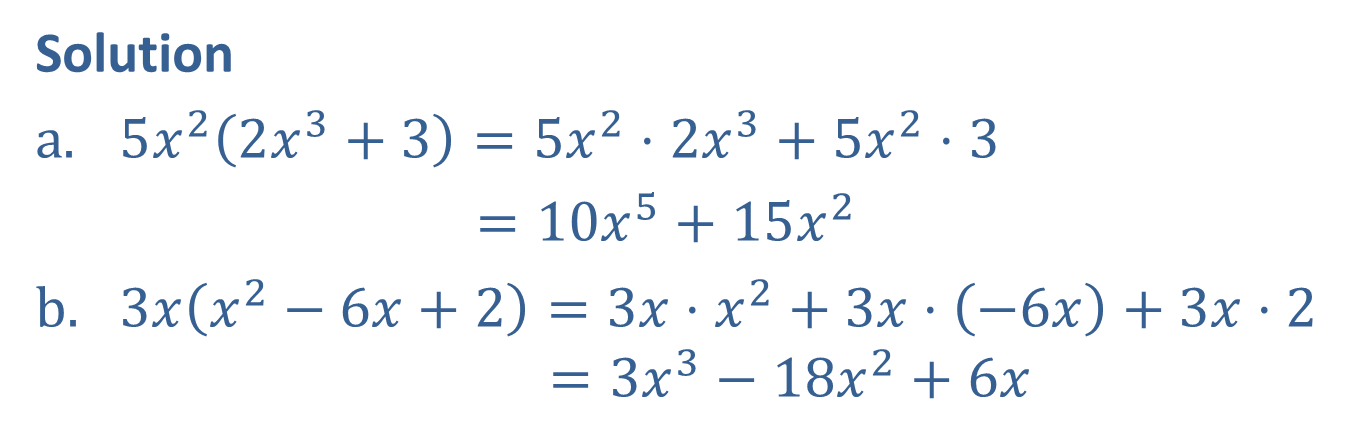 Solution
a. 5x²(2x³ + 3) = 5x² · 2x³ + 5x² · 3
= 10x⁵ + 15x²
b. 3x(x² − 6x + 2) = 3x · x² + 3x · (−6x) + 3x · 2
= 3x³ − 18x² + 6x